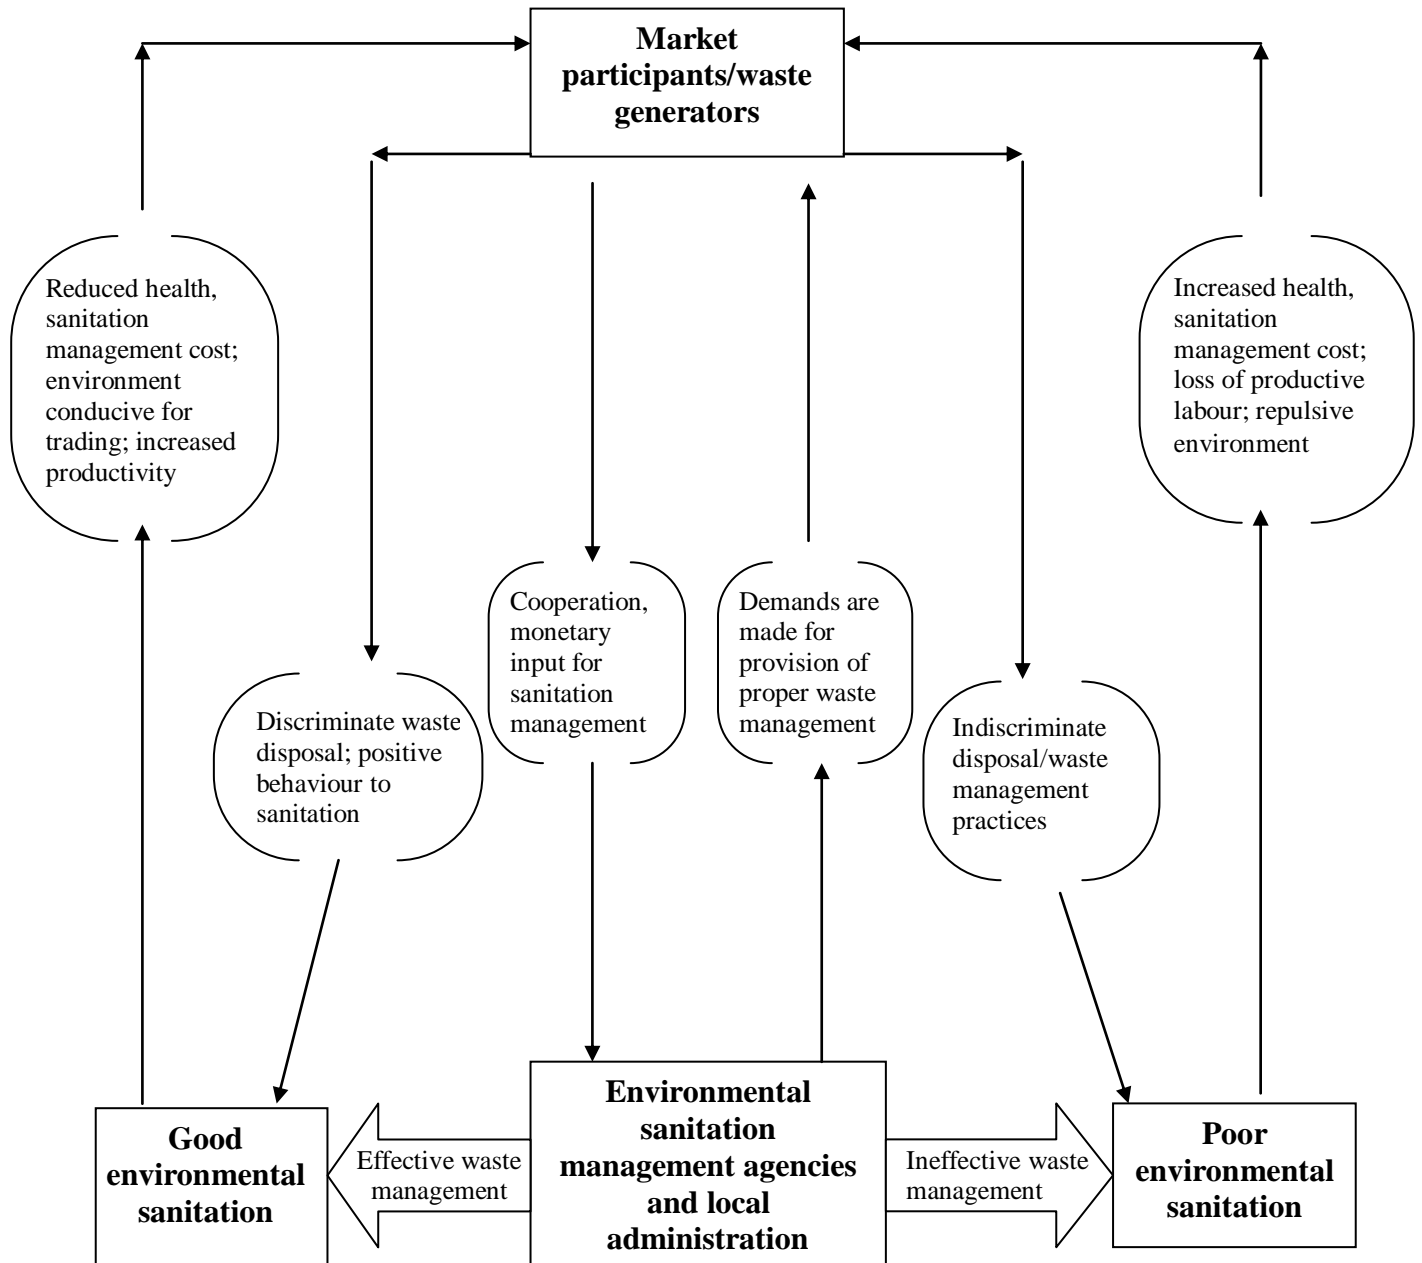 Market
participants/waste
generators
Reduced health,
sanitation
management cost;
environment
conducive for
trading; increased
productivity
Increased health,
sanitation
management cost;
loss of productive
labour; repulsive
environment
Discriminate waste
disposal; positive
behaviour to
sanitation
Cooperation,
monetary
input for
sanitation
management
Demands are
made for
provision of
proper waste
management
Indiscriminate
disposal/waste
management
practices
Good
environmental
sanitation
Effective waste
management
Environmental
sanitation
management agencies
and local
administration
Ineffective waste
management
Poor
environmental
sanitation